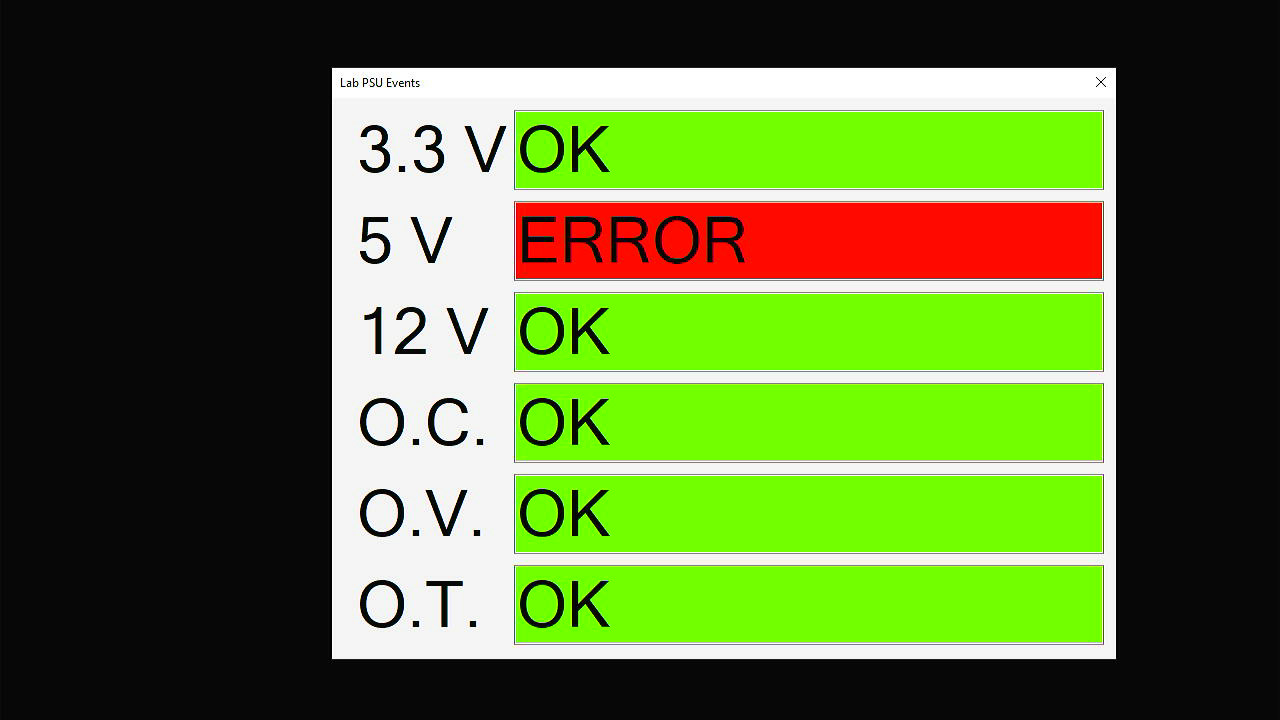 Lab PSU Events
3.3 V OK
5 V ERROR
12 V OK
O.C. OK
O.V. OK
O.T. OK